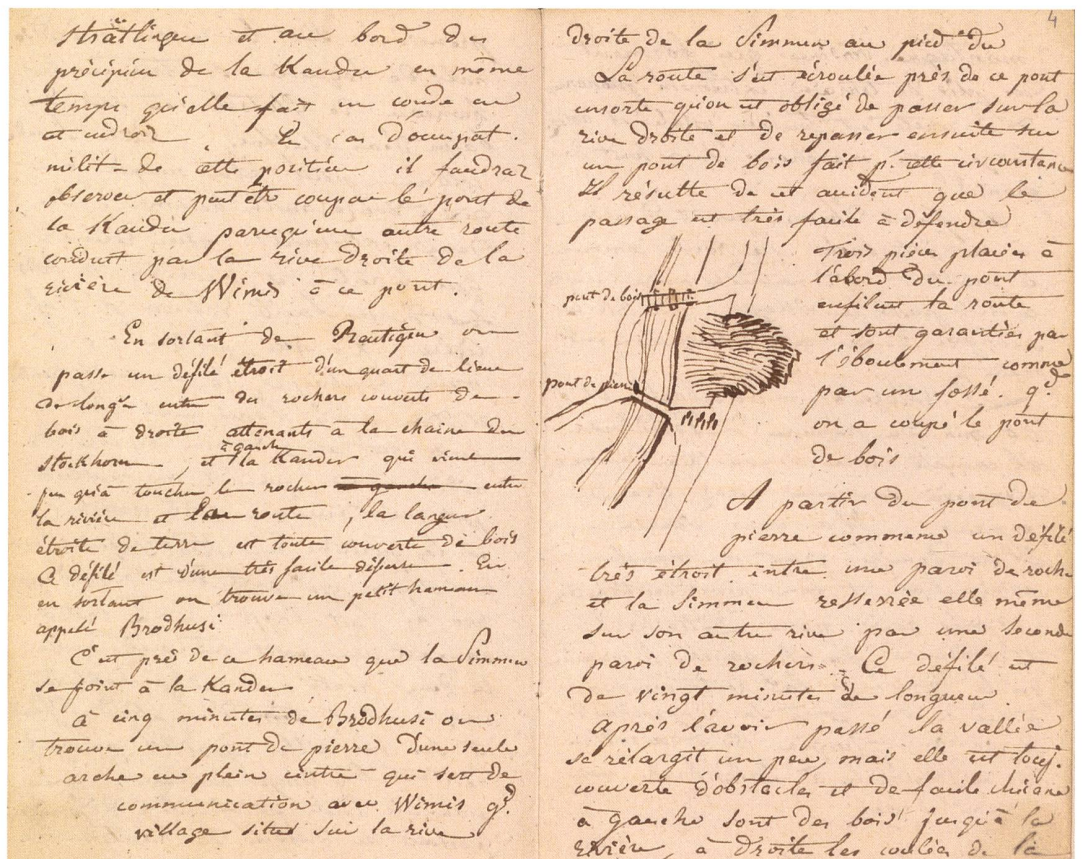 strättligen et au bord du
précipice de la Kander en même
temps qu'elle fait un coude en
cet endroit En cas d'occupat.
milit- de cette position il faudrat
observer et peut être couper le pont de
la Kander parcequ'une autre route
conduit par la rive droite de la
rivière de Wimis à ce pont.
En sortant de Reutigen on
passe un défilé étroit d'un quart de lieue
de longr entre des rochers couverts de
bois à droite attenants à la chaine du
stockhorn, et à gauche la Kander qui vient
peu qu'à toucher le rocher entre
la rivière et la route, la largeur
étroite de terre est toute couverte de bois
Ce défilé est d'une très facile défense. En
en sortant on trouve un petit hameau
appelé Brodhusi
C'est près de ce hameau que la Simmen
se joint à la Kander
à cinq minutes de Brodhusi on
trouve un pont de pierre d'une seule
arche en plein cintre qui sert de
communication avec Wimis gd
village situé sur la rive
4
droite de la Simmen au pied du
La route s'est écroulée près de ce pont
ensorte qu'on est obligé de passer sur la
rive droite et de repasser ensuite sur
un pont de bois fait pr. cette circonstance
Il résulte de cet accident que le
passage est très facile à défendre
Trois pièces placées à
l'abord du pont
enfilent la route
et sont garanties par
l'éboulement comme
par un fossé. qd
on a coupé le pont
de bois
pont de bois
pont de pierre
A partir du pont de
pierre commence un défilé
très étroit entre une paroi de roche
et la Simmen resserrée elle même
sur son autre rive par une seconde
paroi de rochers. Ce défilé est
de vingt minutes de longueur
après l'avoir passé la vallée
se rélargit un peu, mais elle est touj.
couverte d'obstacles et de facile chicane
à gauche sont des bois jusqu'à la
rivière, à droite les coulées de la